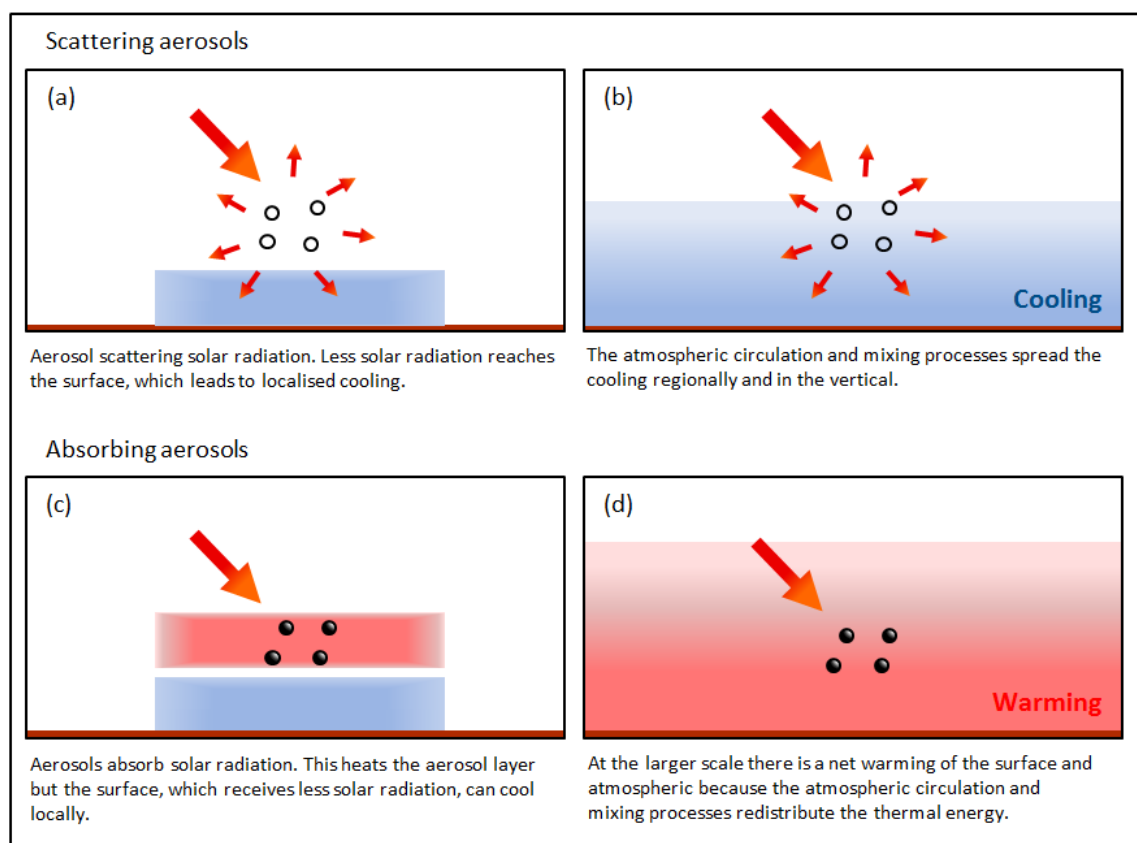 Scattering aerosols
(a)
Aerosol scattering solar radiation. Less solar radiation reaches
the surface, which leads to localised cooling.
(b)
Cooling
The atmospheric circulation and mixing processes spread the
cooling regionally and in the vertical.
Absorbing aerosols
(c)
Aerosols absorb solar radiation. This heats the aerosol layer
but the surface, which receives less solar radiation, can cool
locally.
(d)
Warming
At the larger scale there is a net warming of the surface and
atmospheric because the atmospheric circulation and
mixing processes redistribute the thermal energy.